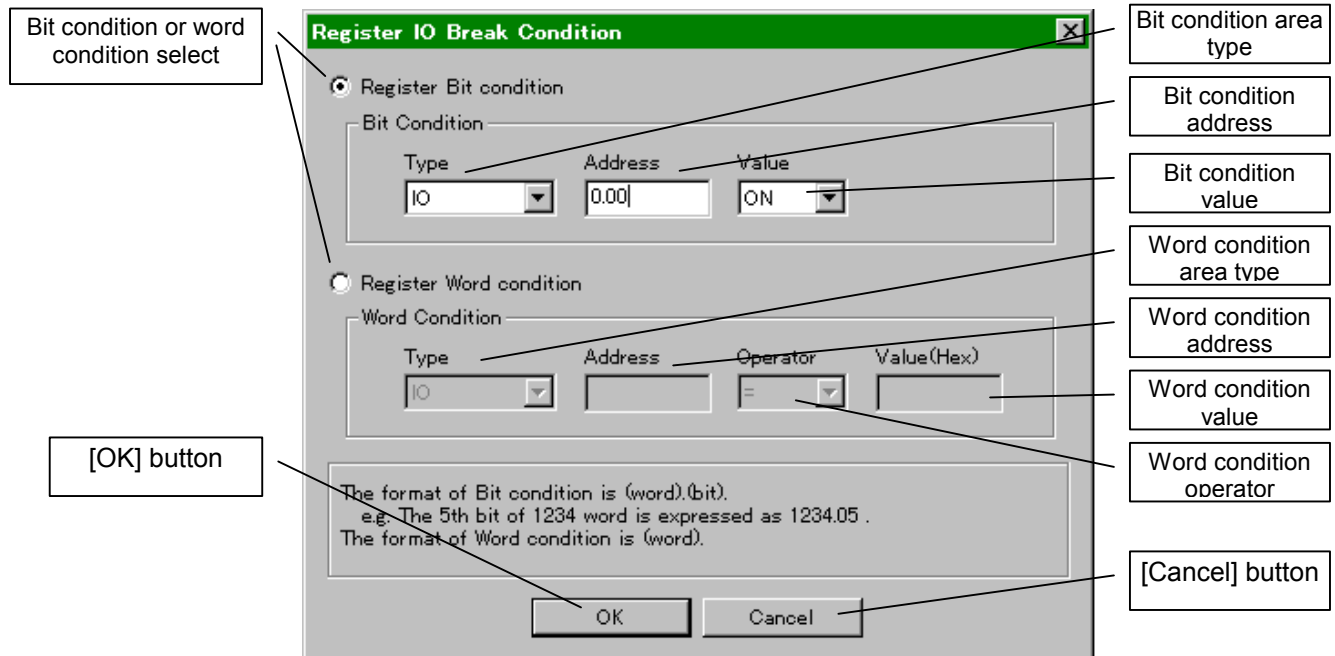 Bit condition or word
condition select
Register IO Break Condition
Bit condition area
type
Register Bit condition
Bit condition
address
Bit Condition
Type Address Value
IO 0.00 ON
Bit condition
value
Word condition
area type
Register Word condition
Word Condition
Word condition
address
Type Address Operator Value(Hex)
IO =
Word condition
value
[OK] button
Word condition
operator
The format of Bit condition is (word).(bit).
e.g. The 5th bit of 1234 word is expressed as 1234.05 .
The format of Word condition is (word).
[Cancel] button
OK Cancel